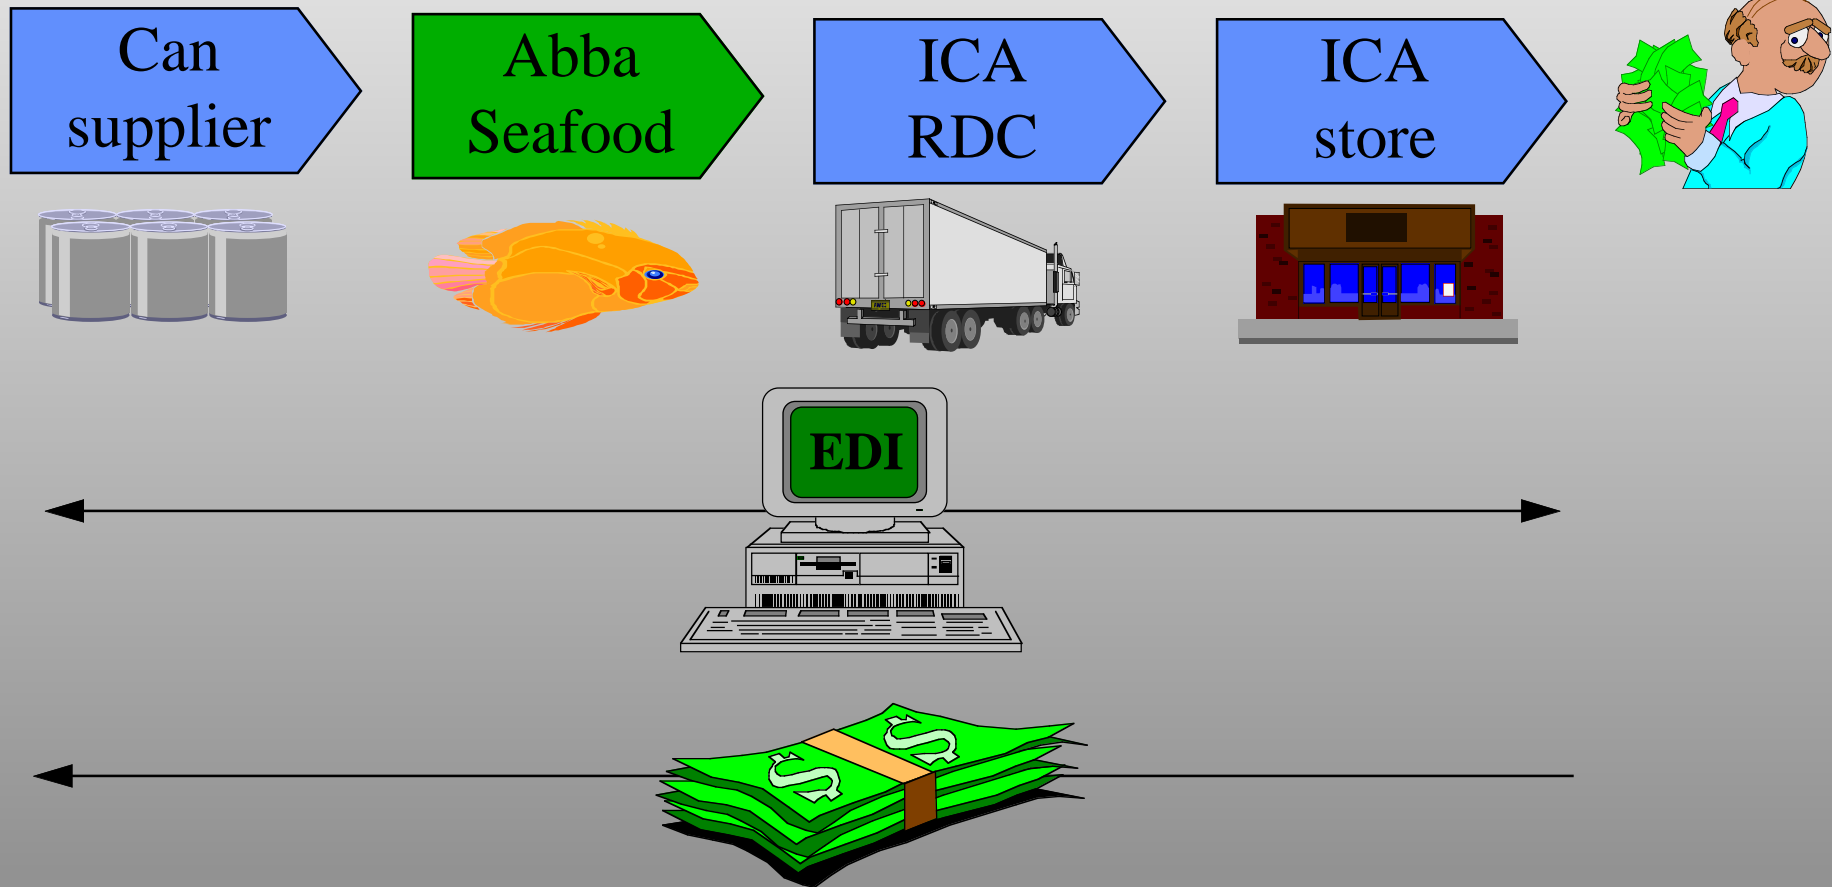 Can
supplier
Abba
Seafood
ICA
RDC
ICA
store
EDI